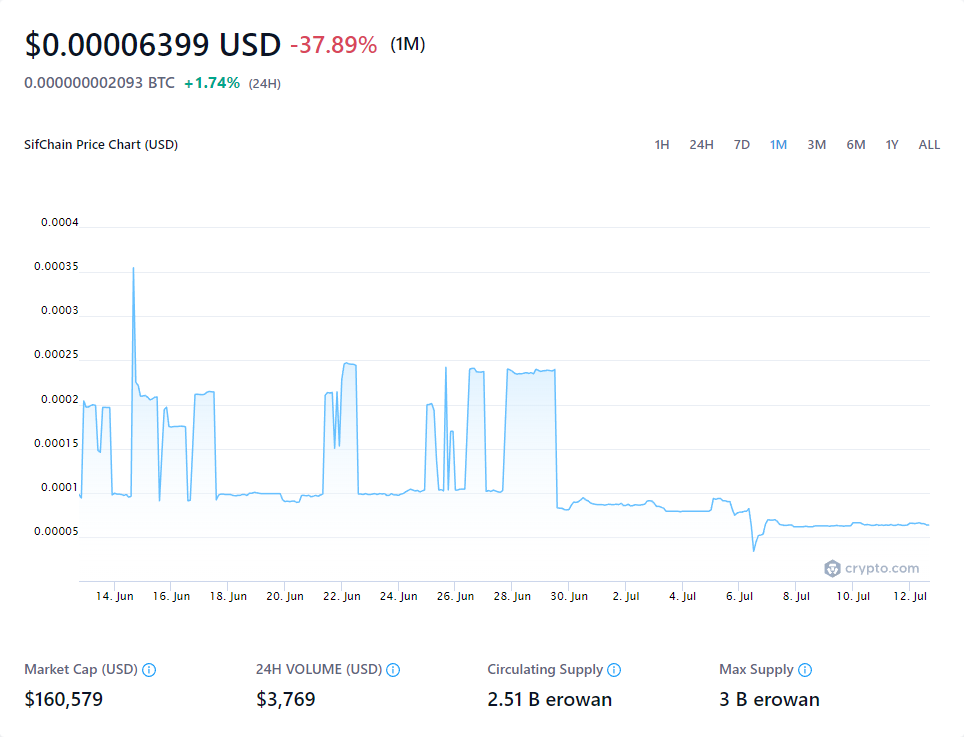 $0.00006399 USD -37.89% (1M)
0.000000002093 BTC +1.74% (24H)
SifChain Price Chart (USD) 1H 24H 7D 1M 3M 6M 1Y ALL
0.0004
0.00035
0.0003
0.00025
0.0002
0.00015
0.0001
0.00005
crypto.com
14. Jun 16. Jun 18. Jun 20. Jun 22. Jun 24. Jun 26. Jun 28. Jun 30. Jun 2. Jul 4. Jul 6. Jul 8. Jul 10. Jul 12. Jul
Market Cap (USD) 24H VOLUME (USD) Circulating Supply Max Supply
$160,579 $3,769 2.51 B erowan 3 B erowan